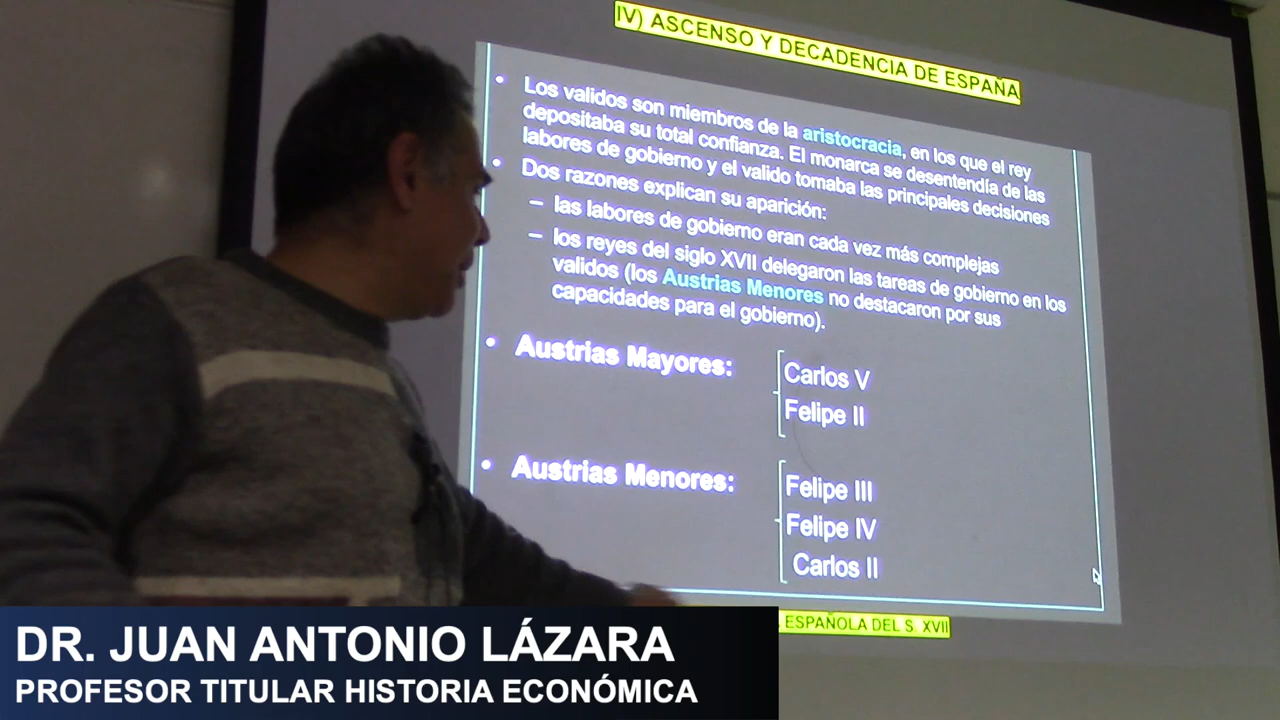 IV) ASCENSO Y DECADENCIA DE ESPAÑA
• Los validos son miembros de la aristocracia, en los que el rey
depositaba su total confianza. El monarca se desentendía de las
labores de gobierno y el valido tomaba las principales decisiones
• Dos razones explican su aparición:
– las labores de gobierno eran cada vez más complejas
– los reyes del siglo XVII delegaron las tareas de gobierno en los
validos (los Austrias Menores no destacaron por sus
capacidades para el gobierno).
• Austrias Mayores:
Carlos V
Felipe II
• Austrias Menores:
Felipe III
Felipe IV
Carlos II
ESPAÑOLA DEL S. XVII
DR. JUAN ANTONIO LÁZARA
PROFESOR TITULAR HISTORIA ECONÓMICA